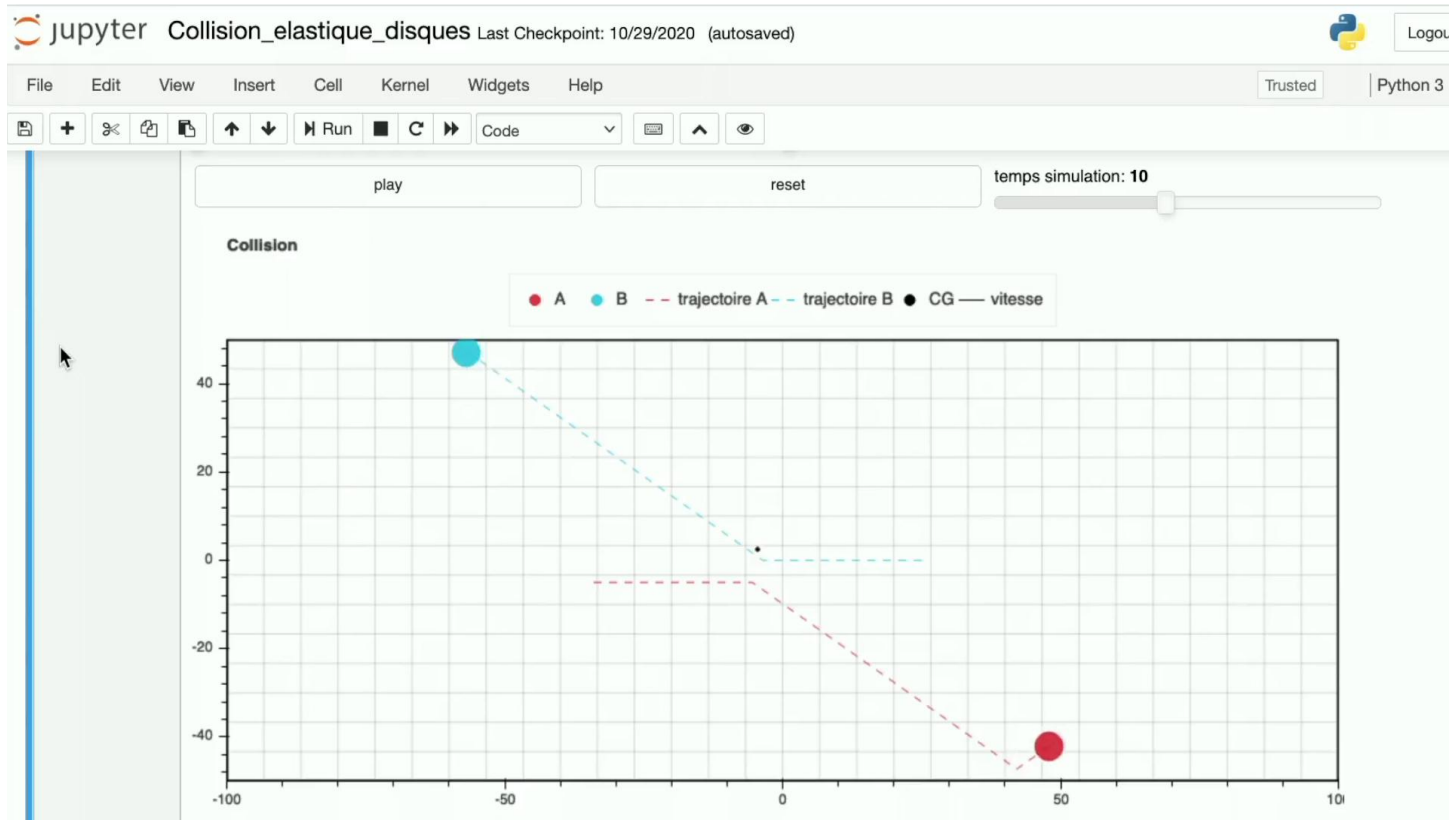 jupyter Collision_elastique_disques Last Checkpoint: 10/29/2020 (autosaved)
Logou
File Edit View Insert Cell Kernel Widgets Help Trusted Python 3
Run Code
play reset temps simulation: 10
Collision
A B trajectoire A trajectoire B CG vitesse
40
20
0
-20
-40
-100 -50 0 50 10